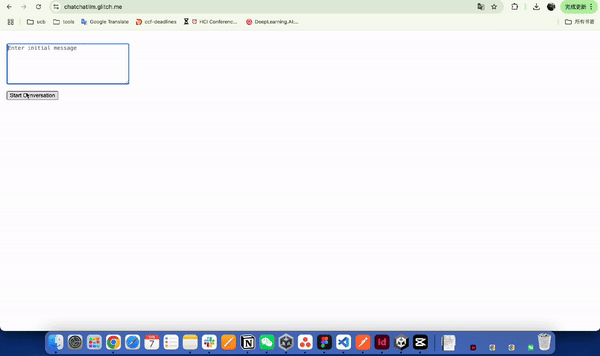 chatchatllm.glitch.me
完成更新
ucb
tools
Google Translate
ccf-deadlines
HCI Conferenc...
DeepLearning.AI:...
所有书签
Enter initial message
Start Conversation